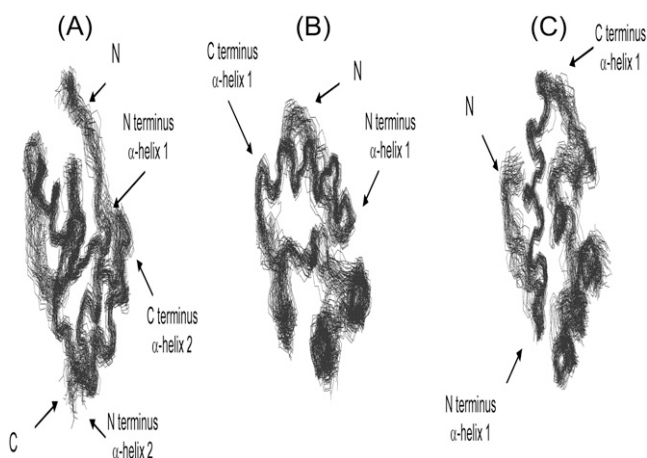 (A)
N
N terminus
α-helix 1
C terminus
α-helix 2
N terminus
α-helix 2
C
(B)
C terminus
α-helix 1
N
N terminus
α-helix 1
(C)
C terminus
α-helix 1
N
N terminus
α-helix 1